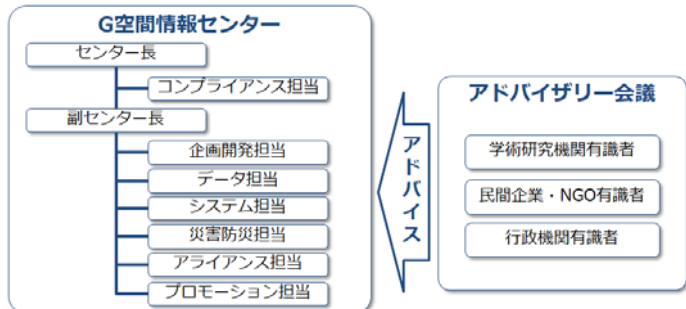 G空間情報センター
センター長
コンプライアンス担当
副センター長
企画開発担当
データ担当
システム担当
災害防災担当
アライアンス担当
プロモーション担当
アドバイス
アドバイザリー会議
学術研究機関有識者
民間企業・NGO有識者
行政機関有識者